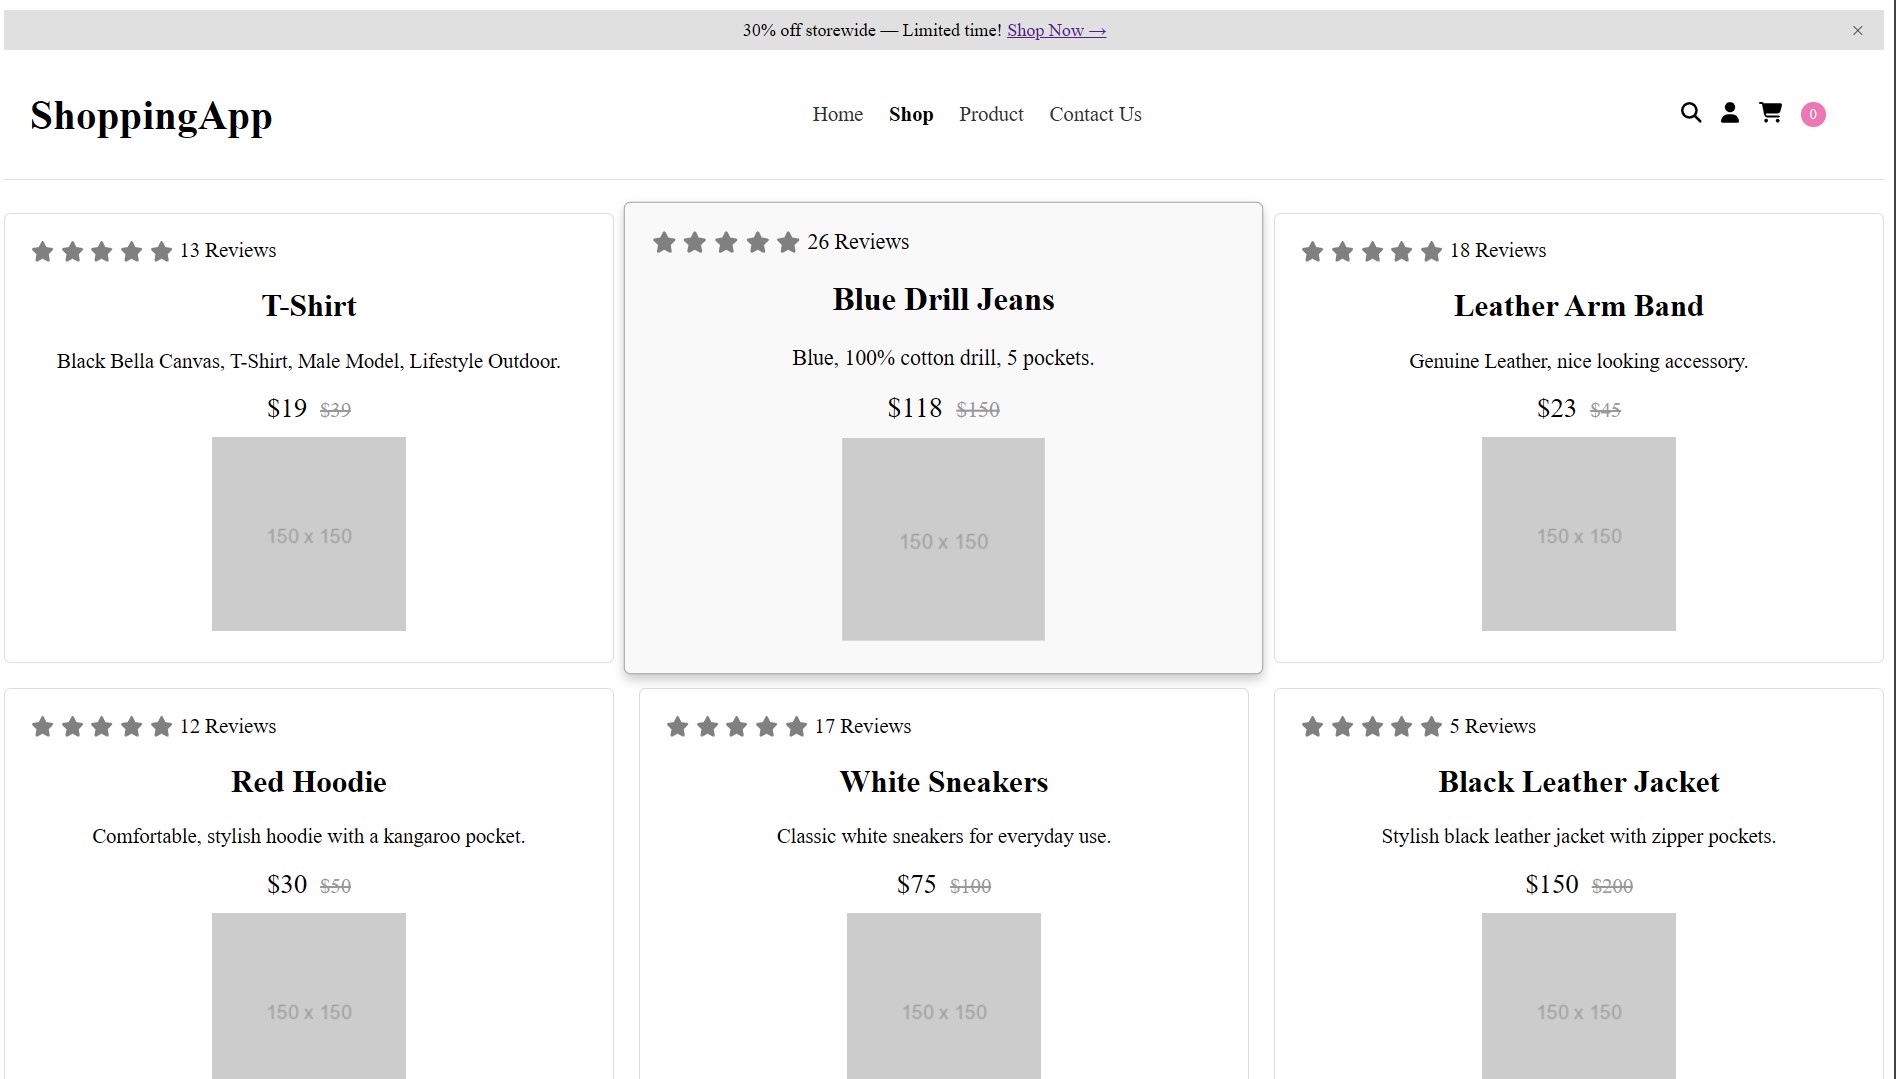 30% off storewide — Limited time! Shop Now →
ShoppingApp
Home Shop Product Contact Us
0
13 Reviews
T-Shirt
Black Bella Canvas, T-Shirt, Male Model, Lifestyle Outdoor.
$19 $39
150 x 150
26 Reviews
Blue Drill Jeans
Blue, 100% cotton drill, 5 pockets.
$118 $150
150 x 150
18 Reviews
Leather Arm Band
Genuine Leather, nice looking accessory.
$23 $45
150 x 150
12 Reviews
Red Hoodie
Comfortable, stylish hoodie with a kangaroo pocket.
$30 $50
150 x 150
17 Reviews
White Sneakers
Classic white sneakers for everyday use.
$75 $100
150 x 150
5 Reviews
Black Leather Jacket
Stylish black leather jacket with zipper pockets.
$150 $200
150 x 150